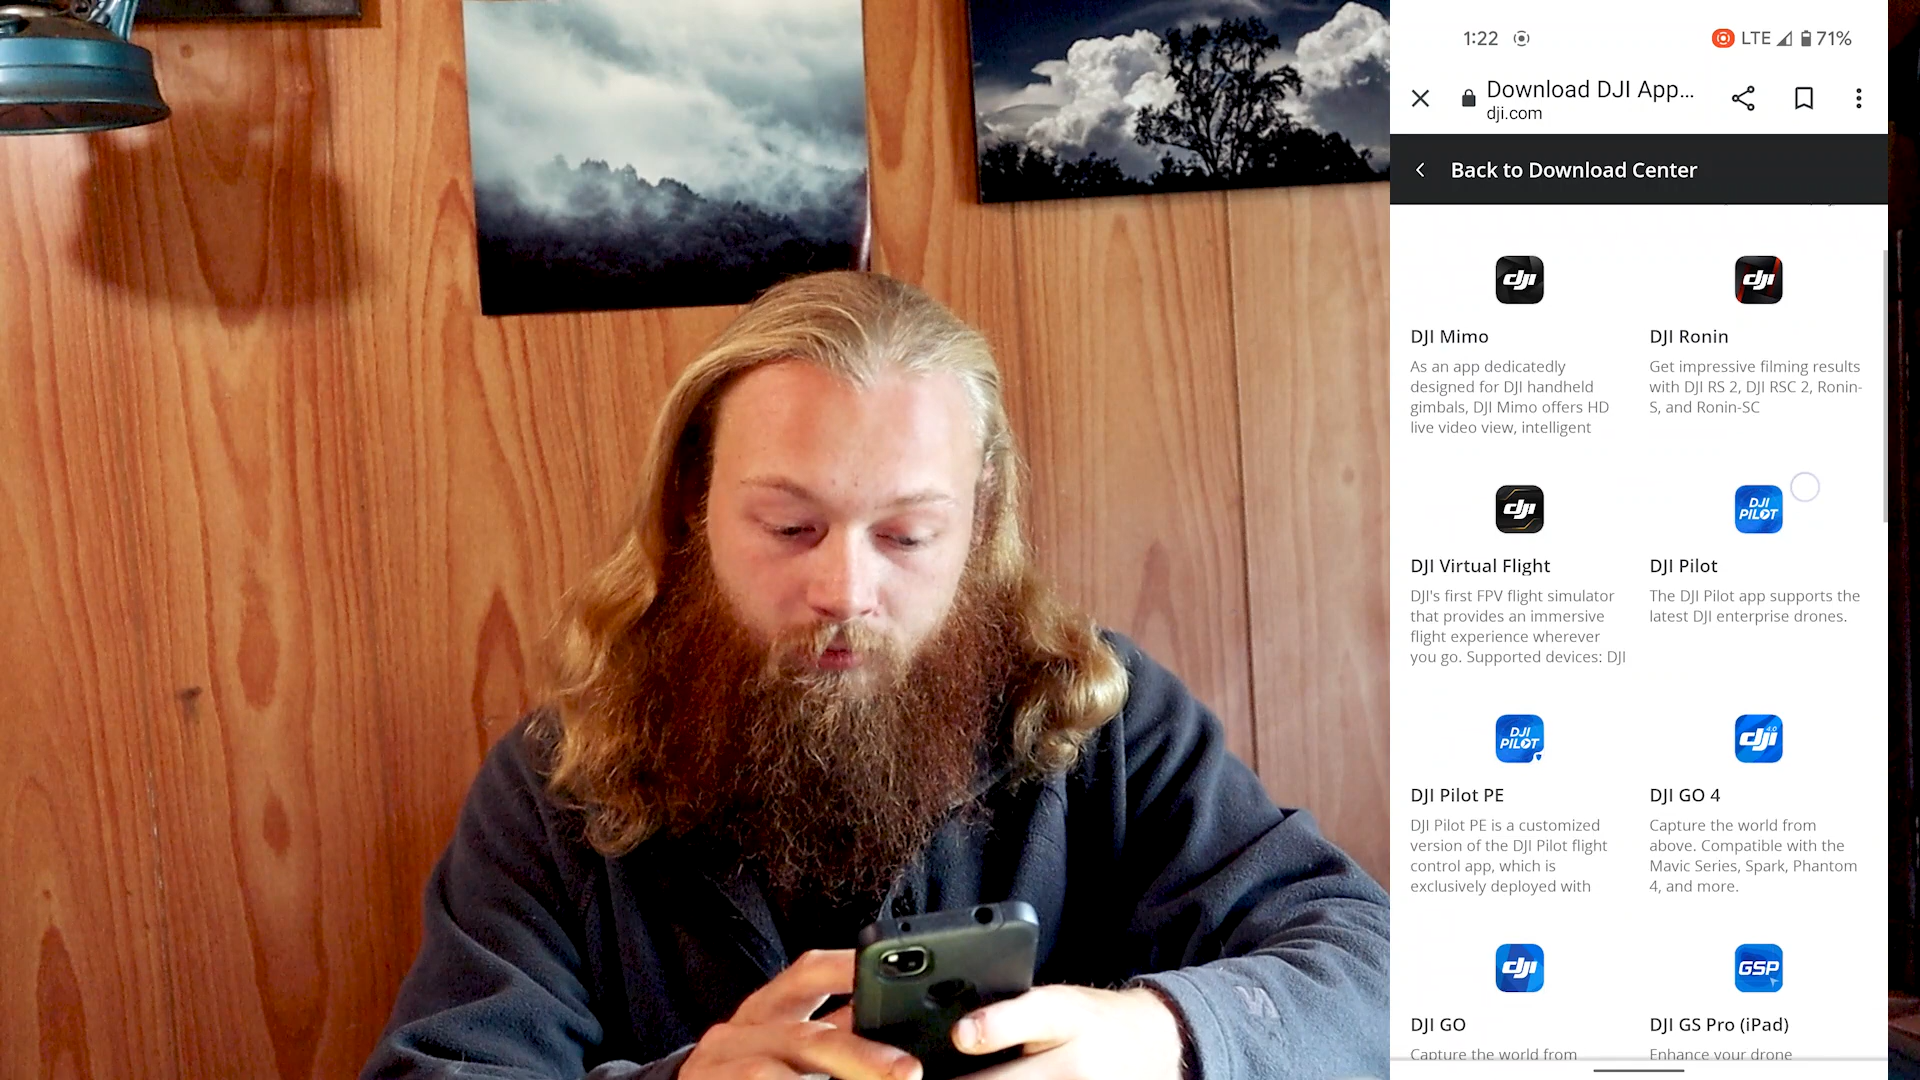 1:22 LTE 71%
Download DJI App...
dji.com
Back to Download Center
dji
dji
DJI Mimo
As an app dedicatedly
designed for DJI handheld
gimbals, DJI Mimo offers HD
live video view, intelligent
DJI Ronin
Get impressive filming results
with DJI RS 2, DJI RSC 2, Ronin-
S, and Ronin-SC
dji
DJI
PILOT
DJI Virtual Flight
DJI's first FPV flight simulator
that provides an immersive
flight experience wherever
you go. Supported devices: DJI
DJI Pilot
The DJI Pilot app supports the
latest DJI enterprise drones.
DJI
PILOT
dji 4.0
DJI Pilot PE
DJI Pilot PE is a customized
version of the DJI Pilot flight
control app, which is
exclusively deployed with
DJI GO 4
Capture the world from
above. Compatible with the
Mavic Series, Spark, Phantom
4, and more.
dji
GSP
DJI GO
Capture the world from
DJI GS Pro (iPad)
Enhance your drone